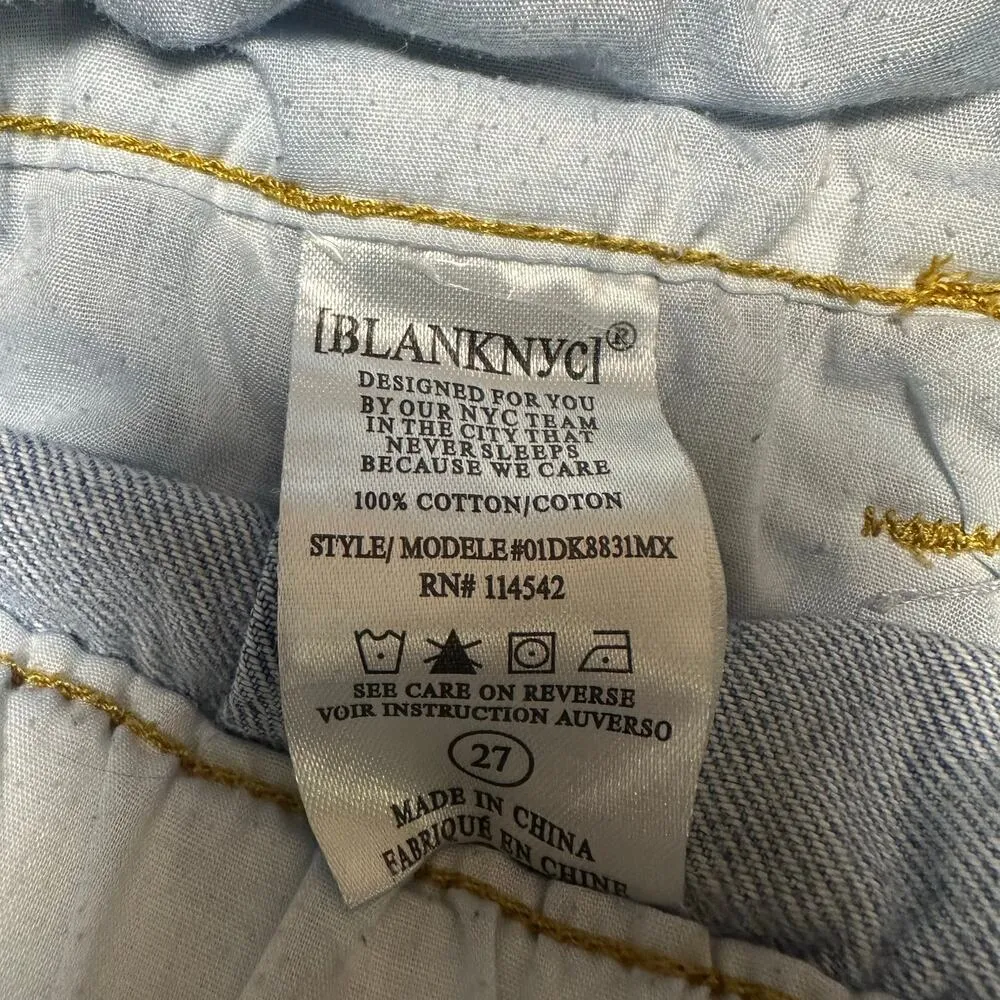 [BLANKNYC]®
DESIGNED FOR YOU
BY OUR NYC TEAM
IN THE CITY THAT
NEVER SLEEPS
BECAUSE WE CARE
100% COTTON/COTON
STYLE/ MODELE #01DK8831MX
RN# 114542
SEE CARE ON REVERSE
VOIR INSTRUCTION AUVERSO
27
MADE IN CHINA
FABRIQUÉ EN CHINE